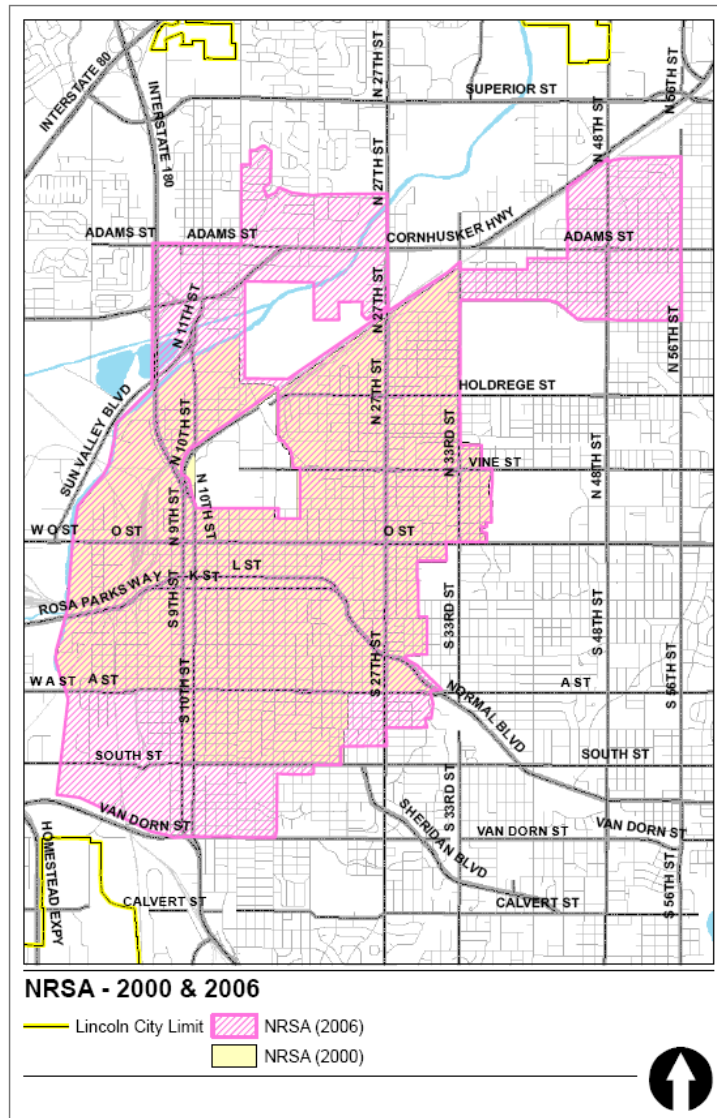 INTERSTATE 80
INTERSTATE 180
N 27TH ST
SUPERIOR ST
N 48TH ST
N 56TH ST
N 27TH ST
ADAMS ST
ADAMS ST
CORNHUSKER HWY
ADAMS ST
N 11TH ST
N 27TH ST
N 56TH ST
SUN VALLEY BLVD
N 10TH ST
N 27TH ST
HOLDREGE ST
N 33RD ST
VINE ST
N 48TH ST
N 10TH ST
N 9TH ST
W O ST
O ST
O ST
L ST
K ST
ROSA PARKS WAY
S 9TH ST
S 33RD ST
S 48TH ST
S 27TH ST
S 56TH ST
W A ST
A ST
A ST
S 10TH ST
NORMAL BLVD
SOUTH ST
SOUTH ST
S 33RD ST
SHERIDAN BLVD
VAN DORN ST
VAN DORN ST
VAN DORN ST
HOMESTEAD EXPY
S 56TH ST
CALVERT ST
CALVERT ST
NRSA - 2000 & 2006
Lincoln City Limit
NRSA (2006)
NRSA (2000)